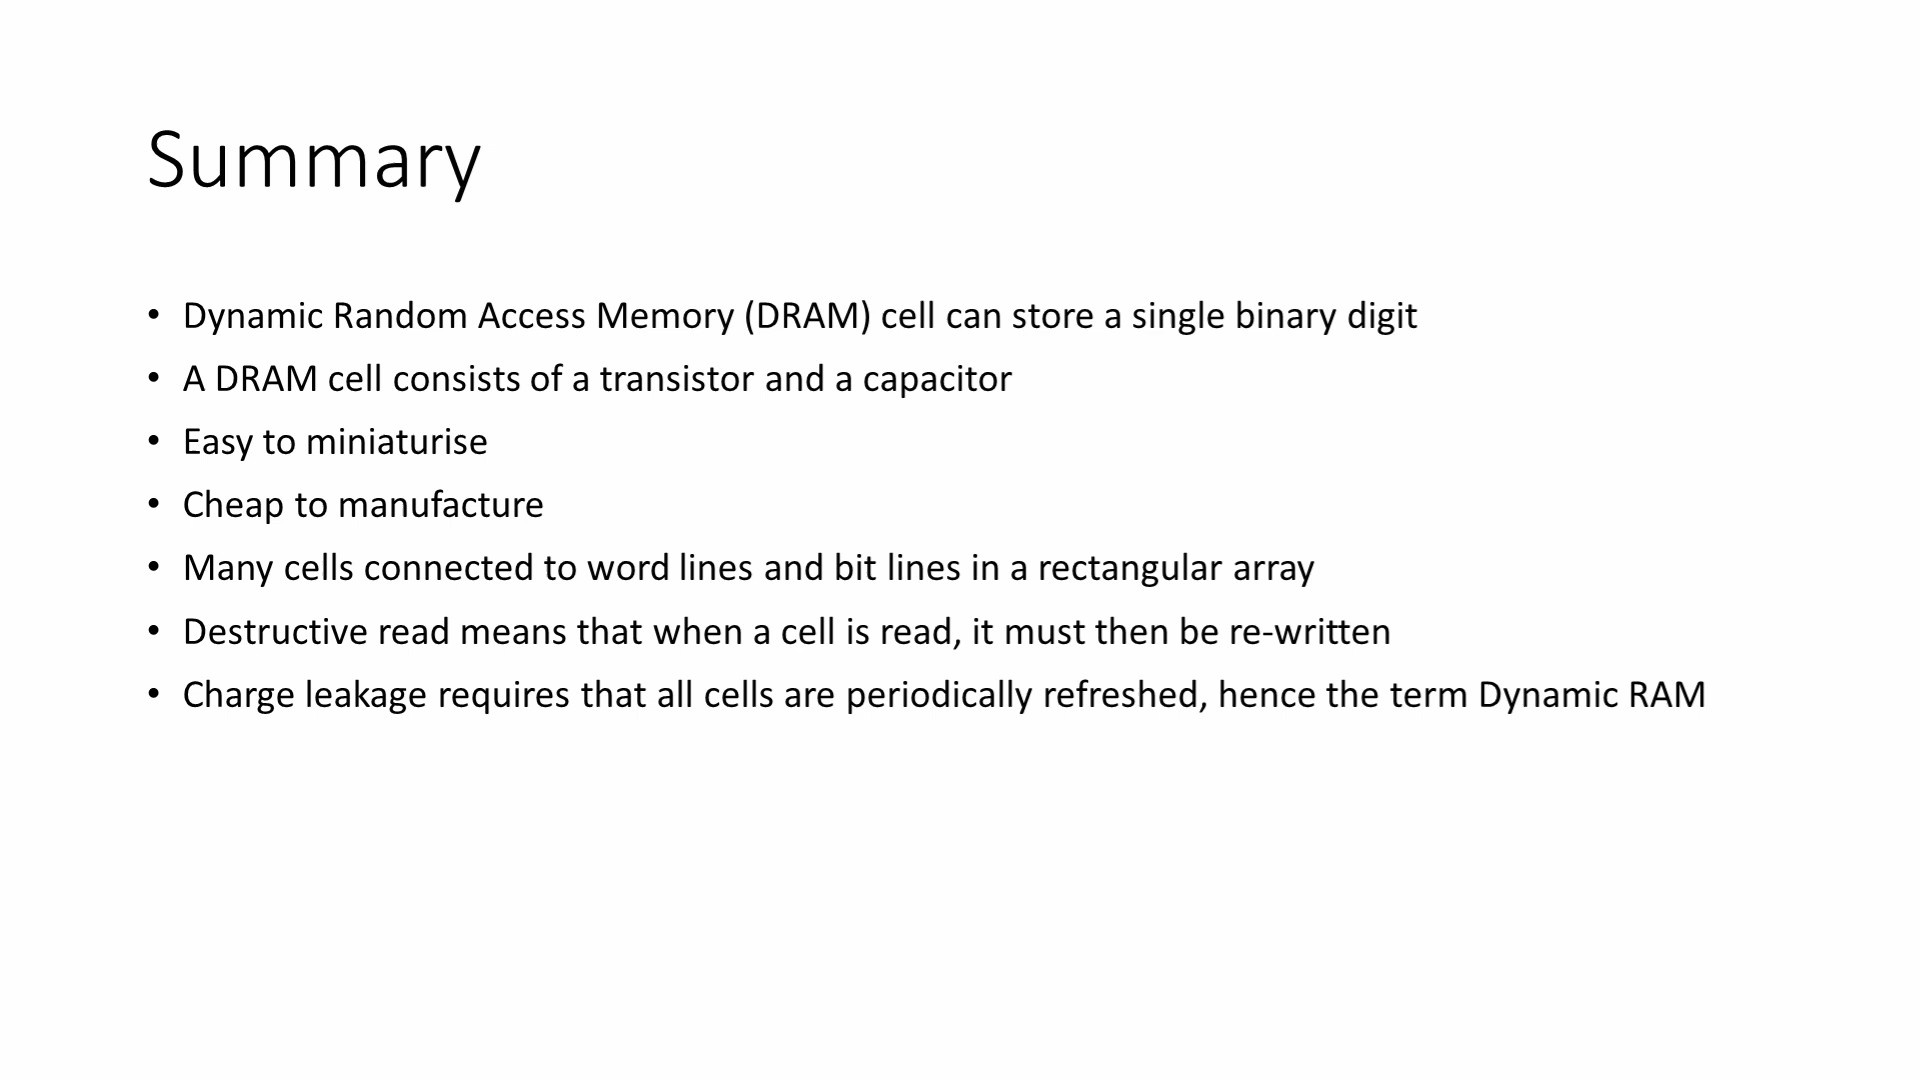 Summary
• Dynamic Random Access Memory (DRAM) cell can store a single binary digit
• A DRAM cell consists of a transistor and a capacitor
• Easy to miniaturise
• Cheap to manufacture
• Many cells connected to word lines and bit lines in a rectangular array
• Destructive read means that when a cell is read, it must then be re-written
• Charge leakage requires that all cells are periodically refreshed, hence the term Dynamic RAM